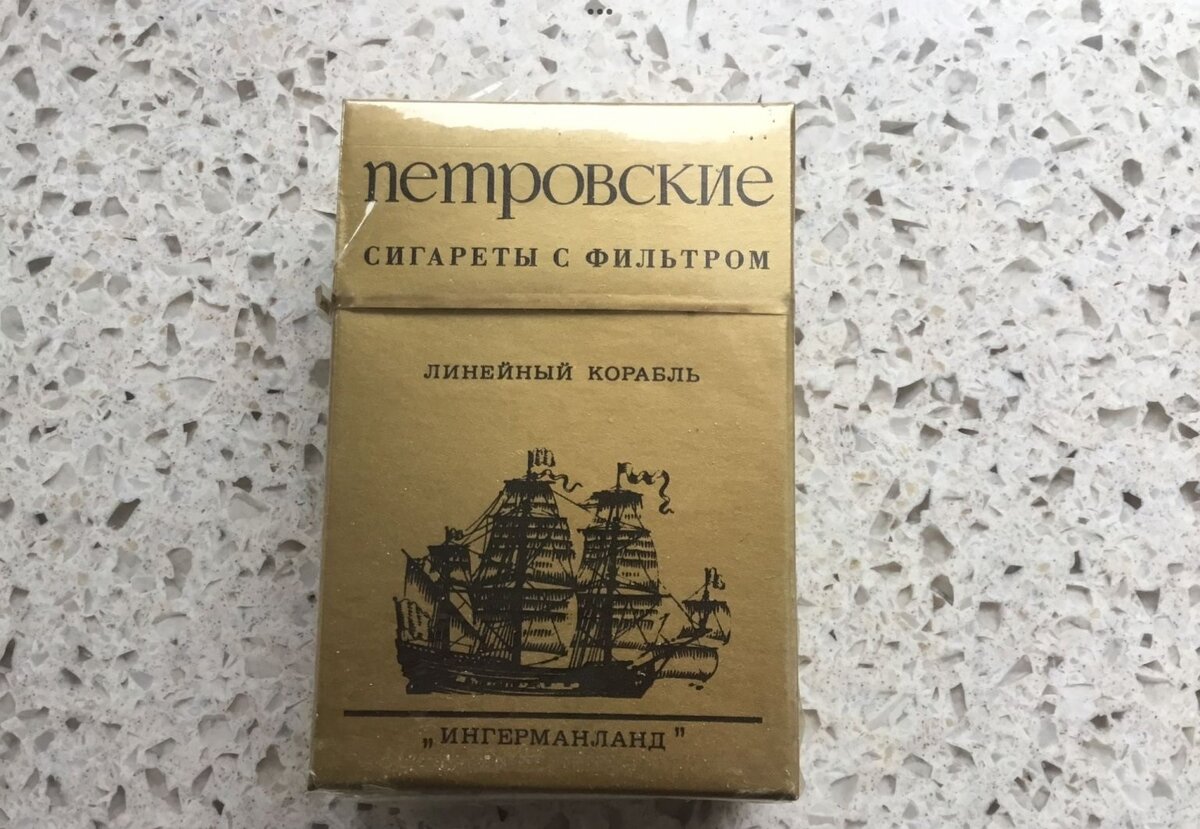 петровские
СИГАРЕТЫ С ФИЛЬТРОМ
ЛИНЕЙНЫЙ КОРАБЛЬ
„ИНГЕРМАНЛАНД”